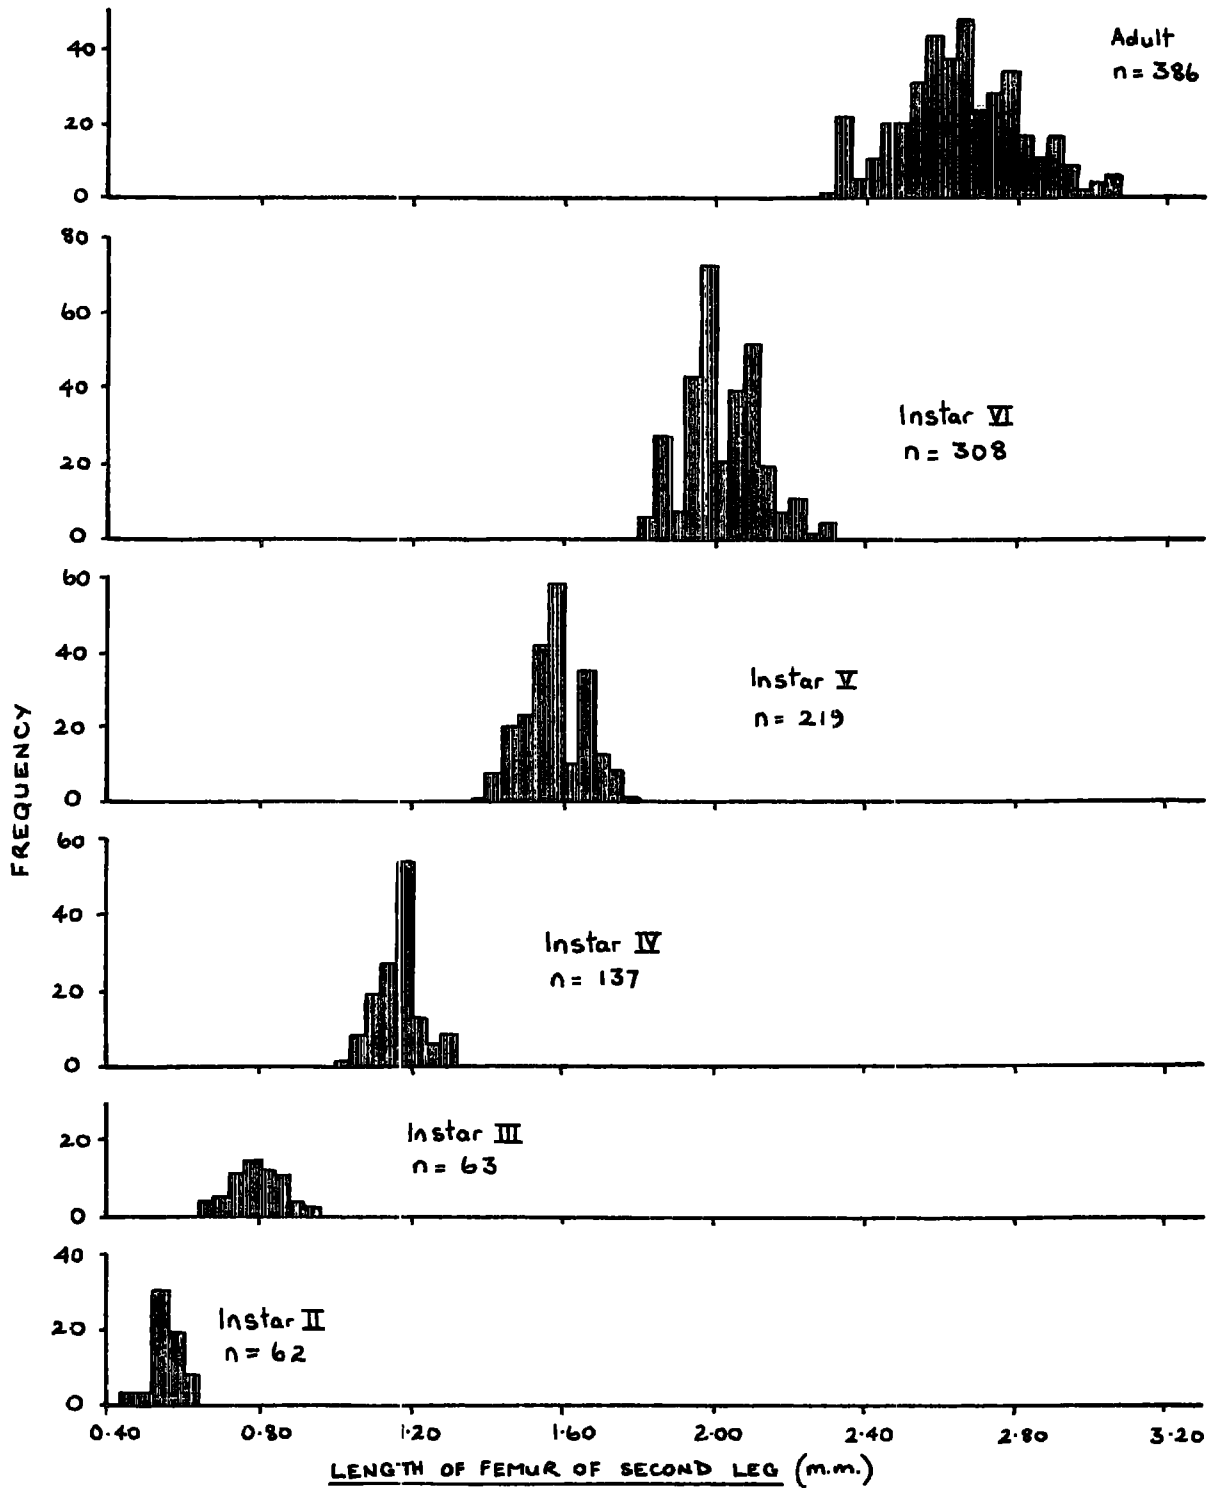 40
20
0
Adult
n = 386
80
60
40
20
0
Instar VI
n = 308
60
40
20
0
Instar V
n = 219
60
40
20
0
Instar IV
n = 137
20
0
Instar III
n = 63
40
20
0
Instar II
n = 62
FREQUENCY
0·40 0·80 1·20 1·60 2·00 2·40 2·80 3·20
LENGTH OF FEMUR OF SECOND LEG (m.m.)